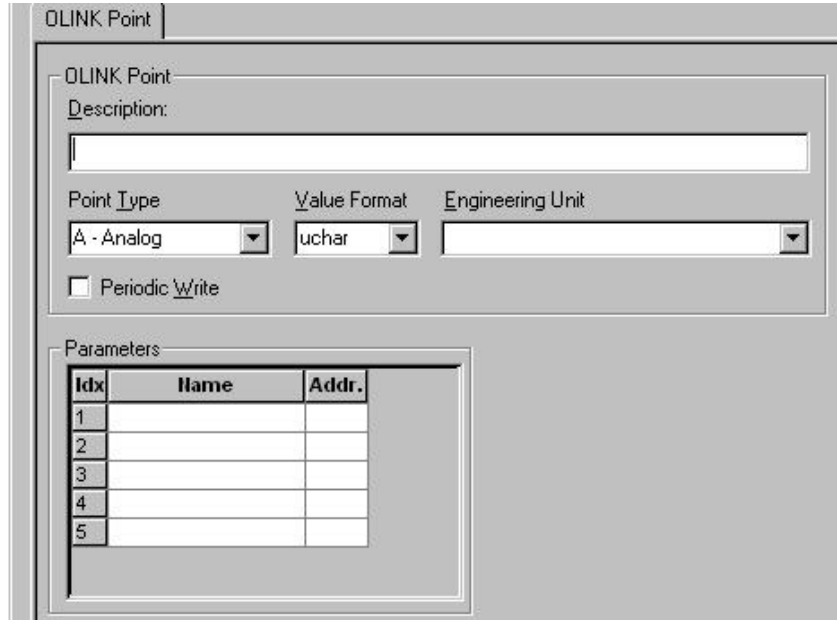 OLINK Point
OLINK Point
Description:
Point Type Value Format Engineering Unit
A - Analog uchar
Periodic Write
Parameters
Idx Name Addr.
1
2
3
4
5